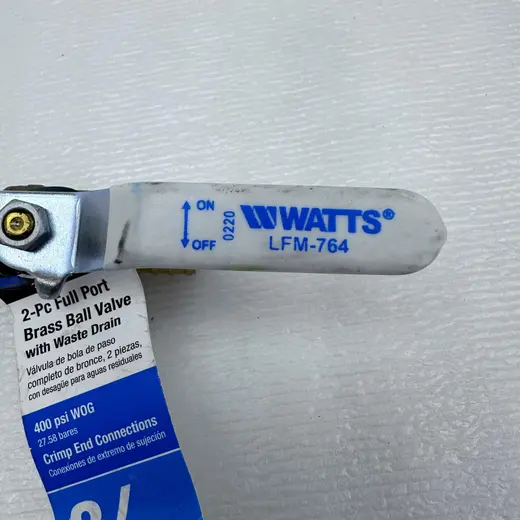 ON
OFF
0220
WATTS®
LFM-764
2-Pc Full Port
Brass Ball Valve
with Waste Drain
Válvula de bola de paso
completo de bronce, 2 piezas,
con desagüe para aguas residuales
400 psi WOG
27.58 bares
Crimp End Connections
Conexiones de extremo de sujeción